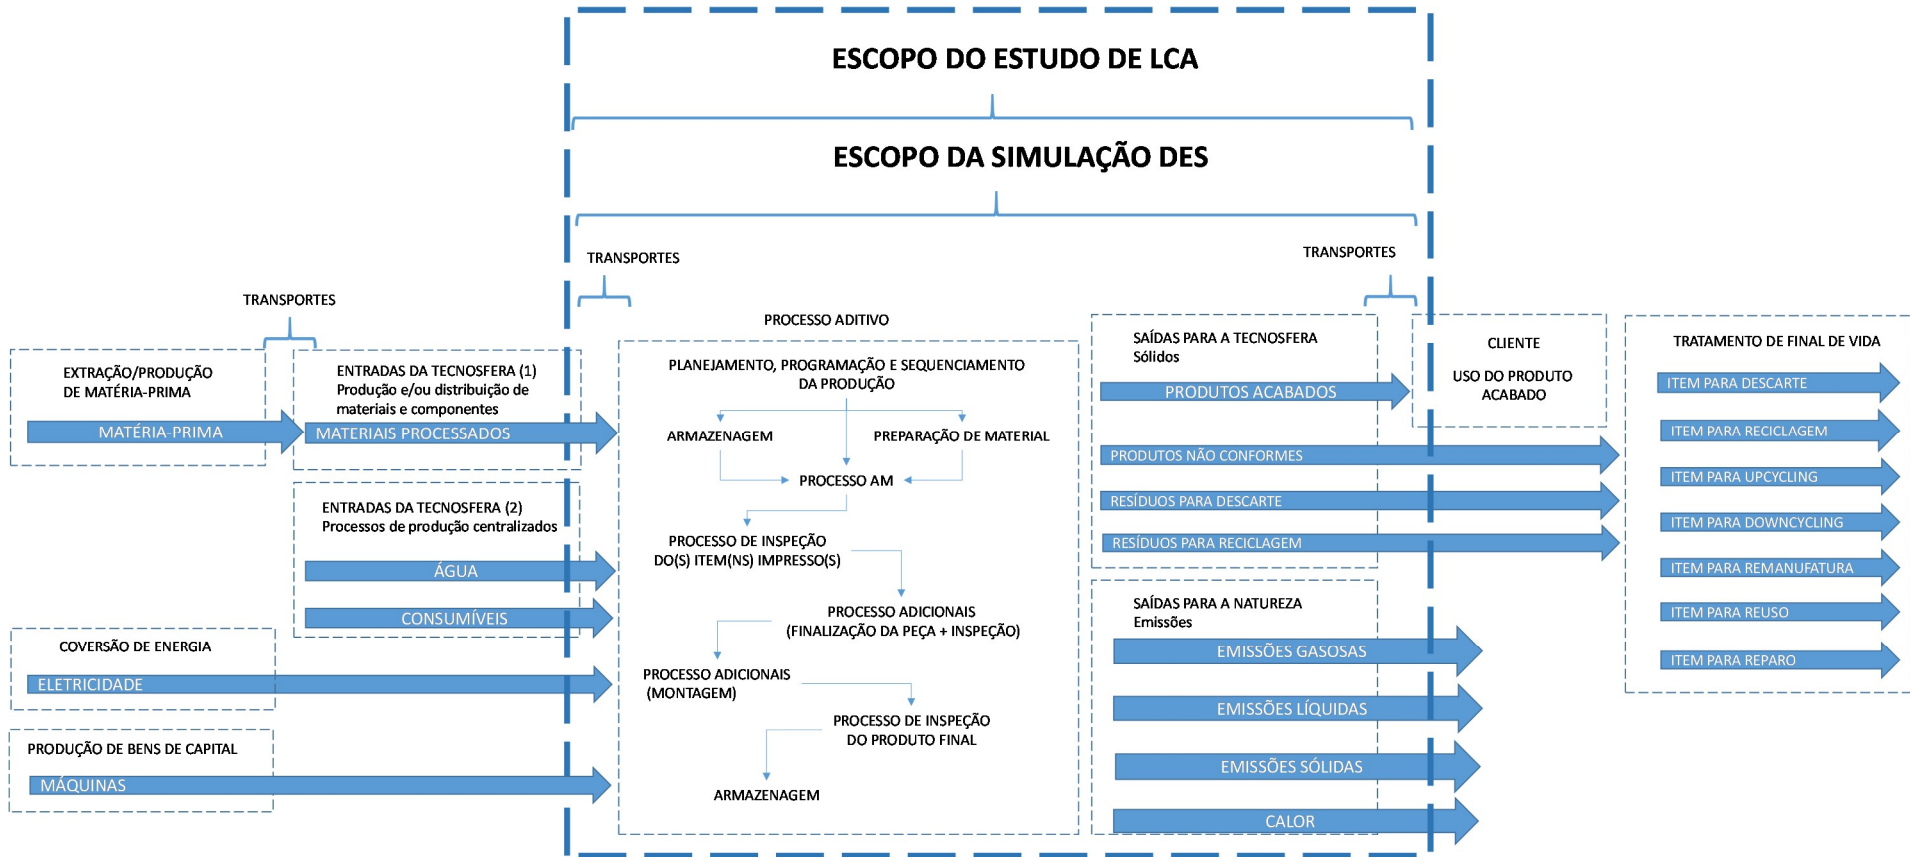 ESCOPO DO ESTUDO DE LCA
ESCOPO DA SIMULAÇÃO DES
TRANSPORTES
TRANSPORTES
TRANSPORTES
EXTRAÇÃO/PRODUÇÃO
DE MATÉRIA-PRIMA
MATÉRIA-PRIMA
ENTRADAS DA TECNOSFERA (1)
Produção e/ou distribuição de
materiais e componentes
MATERIAIS PROCESSADOS
ENTRADAS DA TECNOSFERA (2)
Processos de produção centralizados
ÁGUA
CONSUMÍVEIS
COVERSÃO DE ENERGIA
ELETRICIDADE
PRODUÇÃO DE BENS DE CAPITAL
MÁQUINAS
PROCESSO ADITIVO
PLANEJAMENTO, PROGRAMAÇÃO E SEQUENCIAMENTO
DA PRODUÇÃO
ARMAZENAGEM
PREPARAÇÃO DE MATERIAL
PROCESSO AM
PROCESSO DE INSPEÇÃO
DO(S) ITEM(NS) IMPRESSO(S)
PROCESSO ADICIONAIS
(FINALIZAÇÃO DA PEÇA + INSPEÇÃO)
PROCESSO ADICIONAIS
(MONTAGEM)
PROCESSO DE INSPEÇÃO
DO PRODUTO FINAL
ARMAZENAGEM
SAÍDAS PARA A TECNOSFERA
Sólidos
PRODUTOS ACABADOS
PRODUTOS NÃO CONFORMES
RESÍDUOS PARA DESCARTE
RESÍDUOS PARA RECICLAGEM
SAÍDAS PARA A NATUREZA
Emissões
EMISSÕES GASOSAS
EMISSÕES LÍQUIDAS
EMISSÕES SÓLIDAS
CALOR
CLIENTE
USO DO PRODUTO
ACABADO
TRATAMENTO DE FINAL DE VIDA
ITEM PARA DESCARTE
ITEM PARA RECICLAGEM
ITEM PARA UPCYCLING
ITEM PARA DOWNCYCLING
ITEM PARA REMANUFATURA
ITEM PARA REUSO
ITEM PARA REPARO